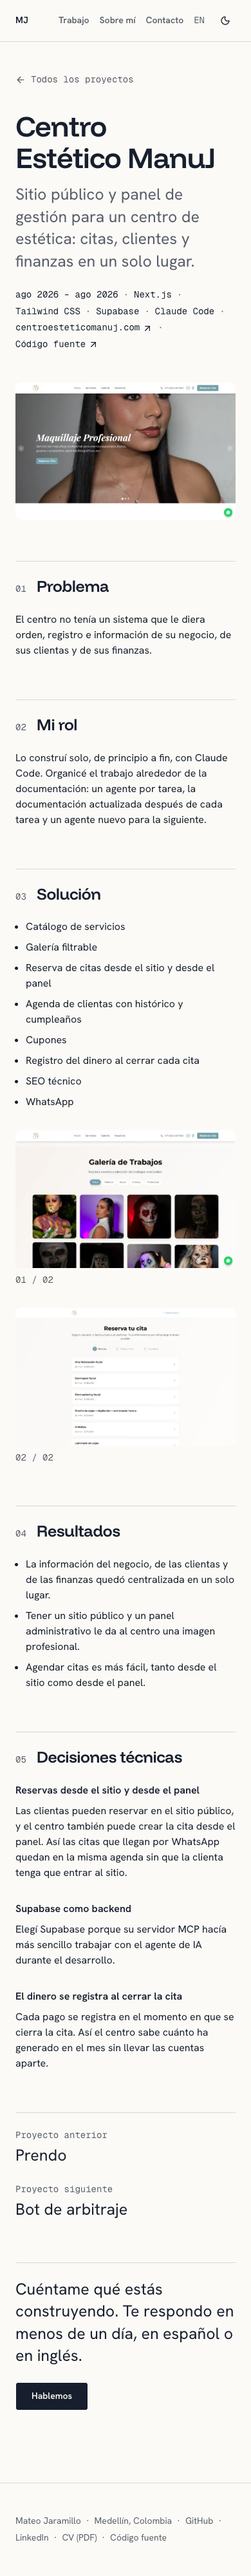 MJ Trabajo Sobre mí Contacto EN
← Todos los proyectos
Centro
Estético ManuJ
Sitio público y panel de
gestión para un centro de
estética: citas, clientes y
finanzas en un solo lugar.
ago 2026 – ago 2026 · Next.js ·
Tailwind CSS · Supabase · Claude Code ·
centroesteticomanuj.com ↗ ·
Código fuente ↗
Maquillaje Profesional
01 Problema
El centro no tenía un sistema que le diera
orden, registro e información de su negocio, de
sus clientas y de sus finanzas.
02 Mi rol
Lo construí solo, de principio a fin, con Claude
Code. Organicé el trabajo alrededor de la
documentación: un agente por tarea, la
documentación actualizada después de cada
tarea y un agente nuevo para la siguiente.
03 Solución
• Catálogo de servicios
• Galería filtrable
• Reserva de citas desde el sitio y desde el
panel
• Agenda de clientas con histórico y
cumpleaños
• Cupones
• Registro del dinero al cerrar cada cita
• SEO técnico
• WhatsApp
Galería de Trabajos
01 / 02
Reserva tu cita
02 / 02
04 Resultados
• La información del negocio, de las clientas y
de las finanzas quedó centralizada en un solo
lugar.
• Tener un sitio público y un panel
administrativo le da al centro una imagen
profesional.
• Agendar citas es más fácil, tanto desde el
sitio como desde el panel.
05 Decisiones técnicas
Reservas desde el sitio y desde el panel
Las clientas pueden reservar en el sitio público,
y el centro también puede crear la cita desde el
panel. Así las citas que llegan por WhatsApp
quedan en la misma agenda sin que la clienta
tenga que entrar al sitio.
Supabase como backend
Elegí Supabase porque su servidor MCP hacía
más sencillo trabajar con el agente de IA
durante el desarrollo.
El dinero se registra al cerrar la cita
Cada pago se registra en el momento en que se
cierra la cita. Así el centro sabe cuánto ha
generado en el mes sin llevar las cuentas
aparte.
Proyecto anterior
Prendo
Proyecto siguiente
Bot de arbitraje
Cuéntame qué estás
construyendo. Te respondo en
menos de un día, en español o
en inglés.
Hablemos
Mateo Jaramillo · Medellín, Colombia · GitHub ·
LinkedIn · CV (PDF) · Código fuente